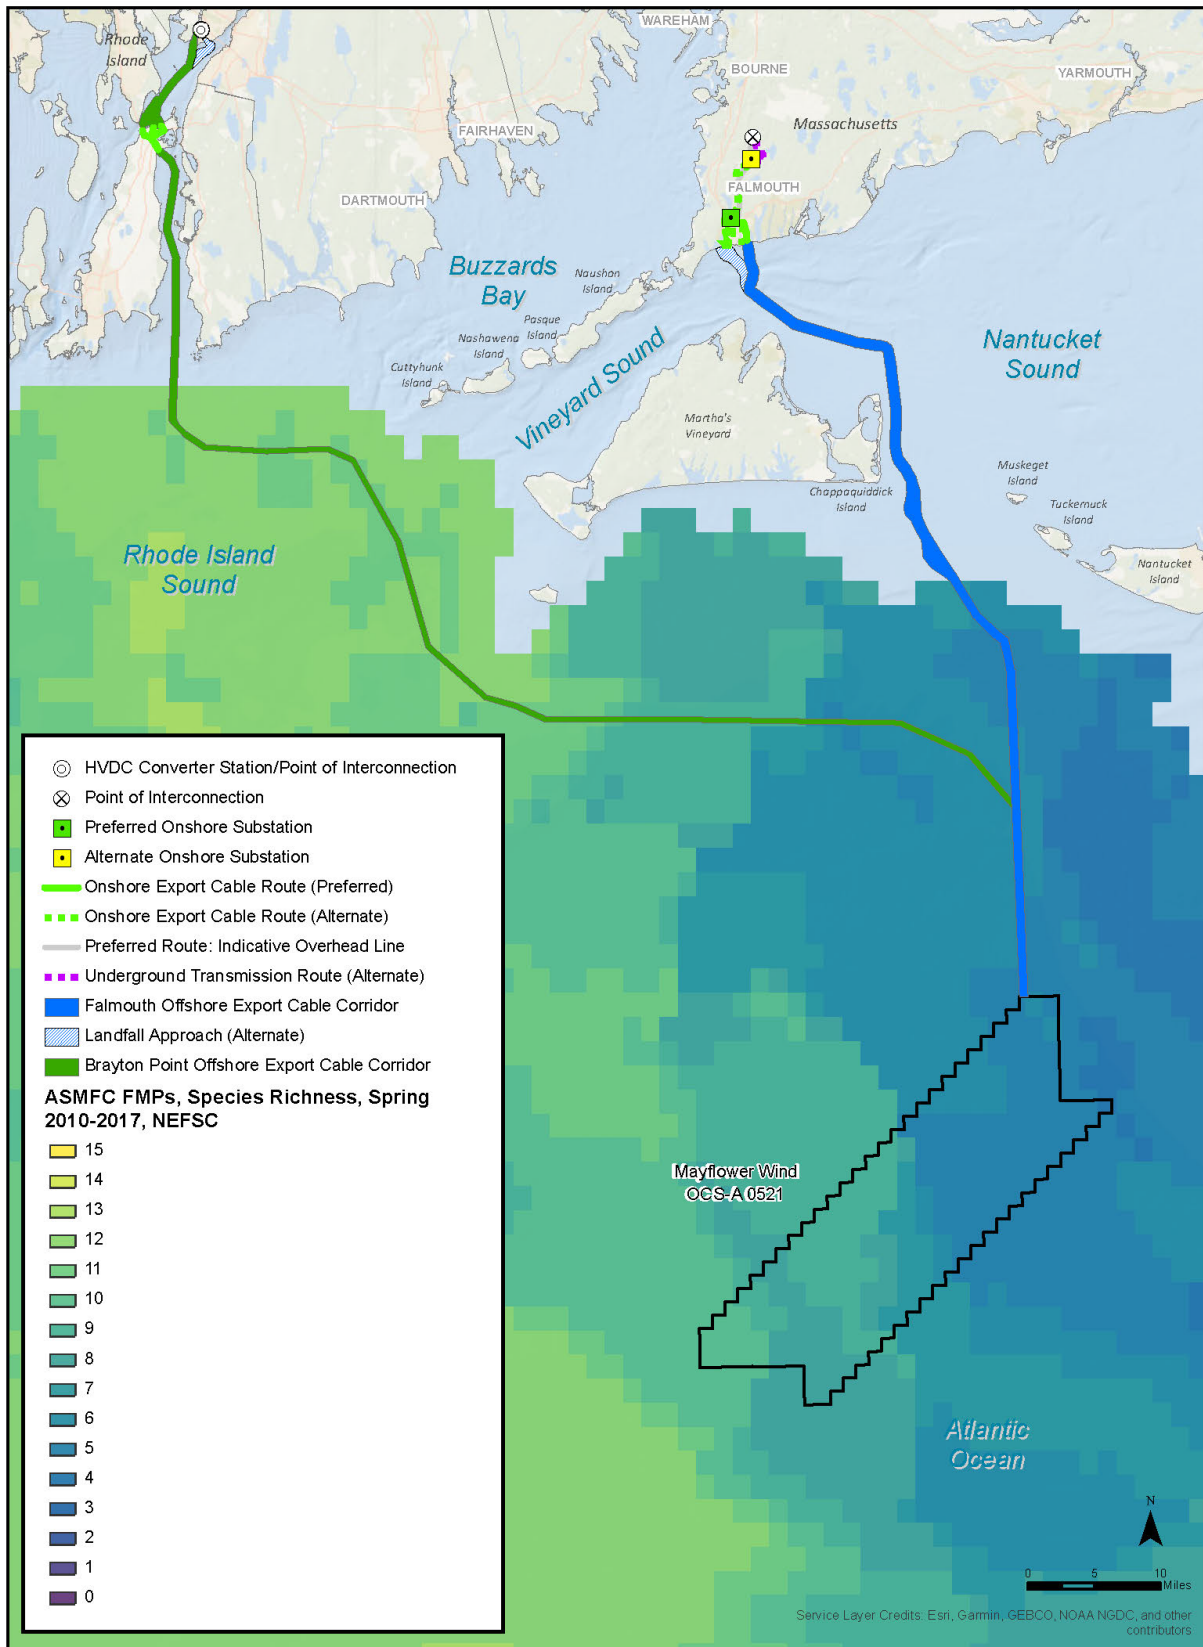 WAREHAM
Rhode
Island
BOURNE
YARMOUTH
Massachusetts
FAIRHAVEN
FALMOUTH
DARTMOUTH
Buzzards
Bay
Naushon
Island
Pasque
Island
Nashawena
Island
Cuttyhunk
Island
Vineyard Sound
Nantucket
Sound
Martha's
Vineyard
Chappaquiddick
Island
Muskeget
Island
Tuckernuck
Island
Nantucket
Island
Rhode Island
Sound
HVDC Converter Station/Point of Interconnection
Point of Interconnection
Preferred Onshore Substation
Alternate Onshore Substation
Onshore Export Cable Route (Preferred)
Onshore Export Cable Route (Alternate)
Preferred Route: Indicative Overhead Line
Underground Transmission Route (Alternate)
Falmouth Offshore Export Cable Corridor
Landfall Approach (Alternate)
Brayton Point Offshore Export Cable Corridor
ASMFC FMPs, Species Richness, Spring
2010-2017, NEFSC
15
14
13
12
11
10
9
8
7
6
5
4
3
2
1
0
Mayflower Wind
OCS-A 0521
Atlantic
Ocean
N
0 5 10
Miles
Service Layer Credits: Esri, Garmin, GEBCO, NOAA NGDC, and other
contributors